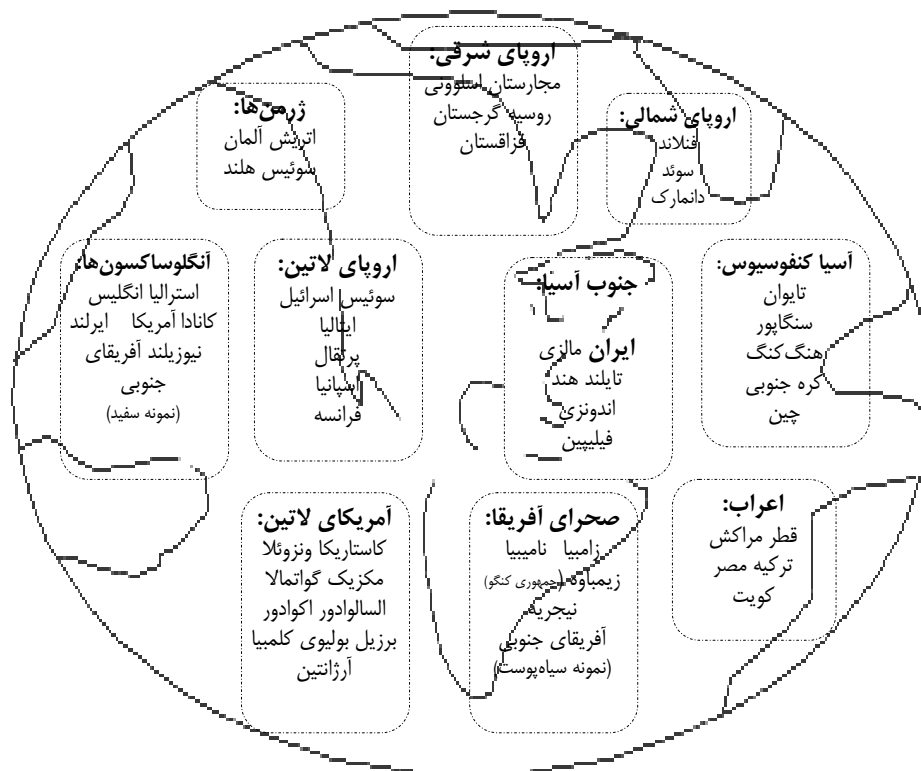 اروپای شرقی:
مجارستان اسلوونی
روسیه گرجستان
قزاقستان
اروپای شمالی:
فنلاند
سوئد
دانمارک
ژرمن‌ها:
اتریش آلمان
سوئیس هلند
آسیا کنفوسیوس:
تایوان
سنگاپور
هنگ‌کنگ
کره جنوبی
چین
جنوب آسیا:
ایران مالزی
تایلند هند
اندونزی
فیلیپین
اروپای لاتین:
سوئیس اسرائیل
ایتالیا
پرتقال
اسپانیا
فرانسه
آنگلوساکسون‌ها:
استرالیا انگلیس
کانادا آمریکا ایرلند
نیوزیلند آفریقای
جنوبی
(نمونه سفید)
اعراب:
قطر مراکش
ترکیه مصر
کویت
صحرای آفریقا:
زامبیا نامیبیا
زیمباوه (جمهوری کنگو)
نیجریه
آفریقای جنوبی
(نمونه سیاه‌پوست)
آمریکای لاتین:
کاستاریکا ونزوئلا
مکزیک گواتمالا
السالوادور اکوادور
برزیل بولیوی کلمبیا
آرژانتین